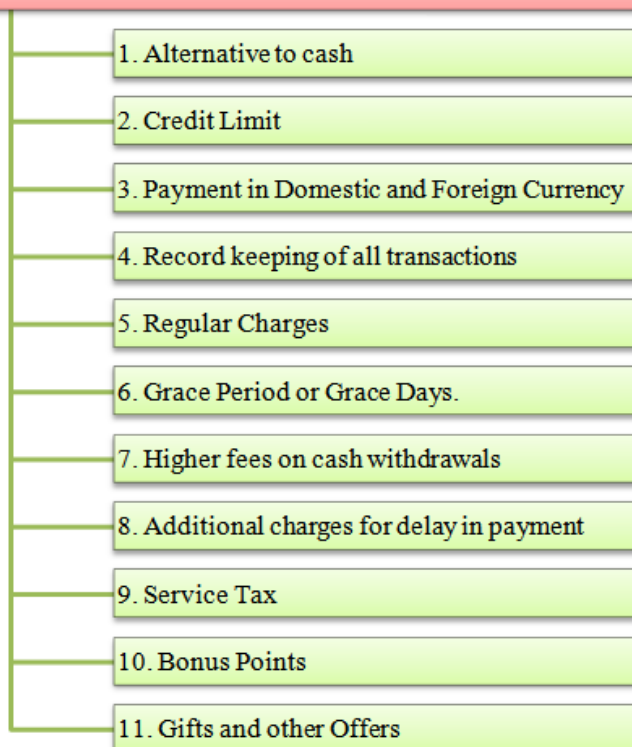 1. Alternative to cash
2. Credit Limit
3. Payment in Domestic and Foreign Currency
4. Record keeping of all transactions
5. Regular Charges
6. Grace Period or Grace Days.
7. Higher fees on cash withdrawals
8. Additional charges for delay in payment
9. Service Tax
10. Bonus Points
11. Gifts and other Offers